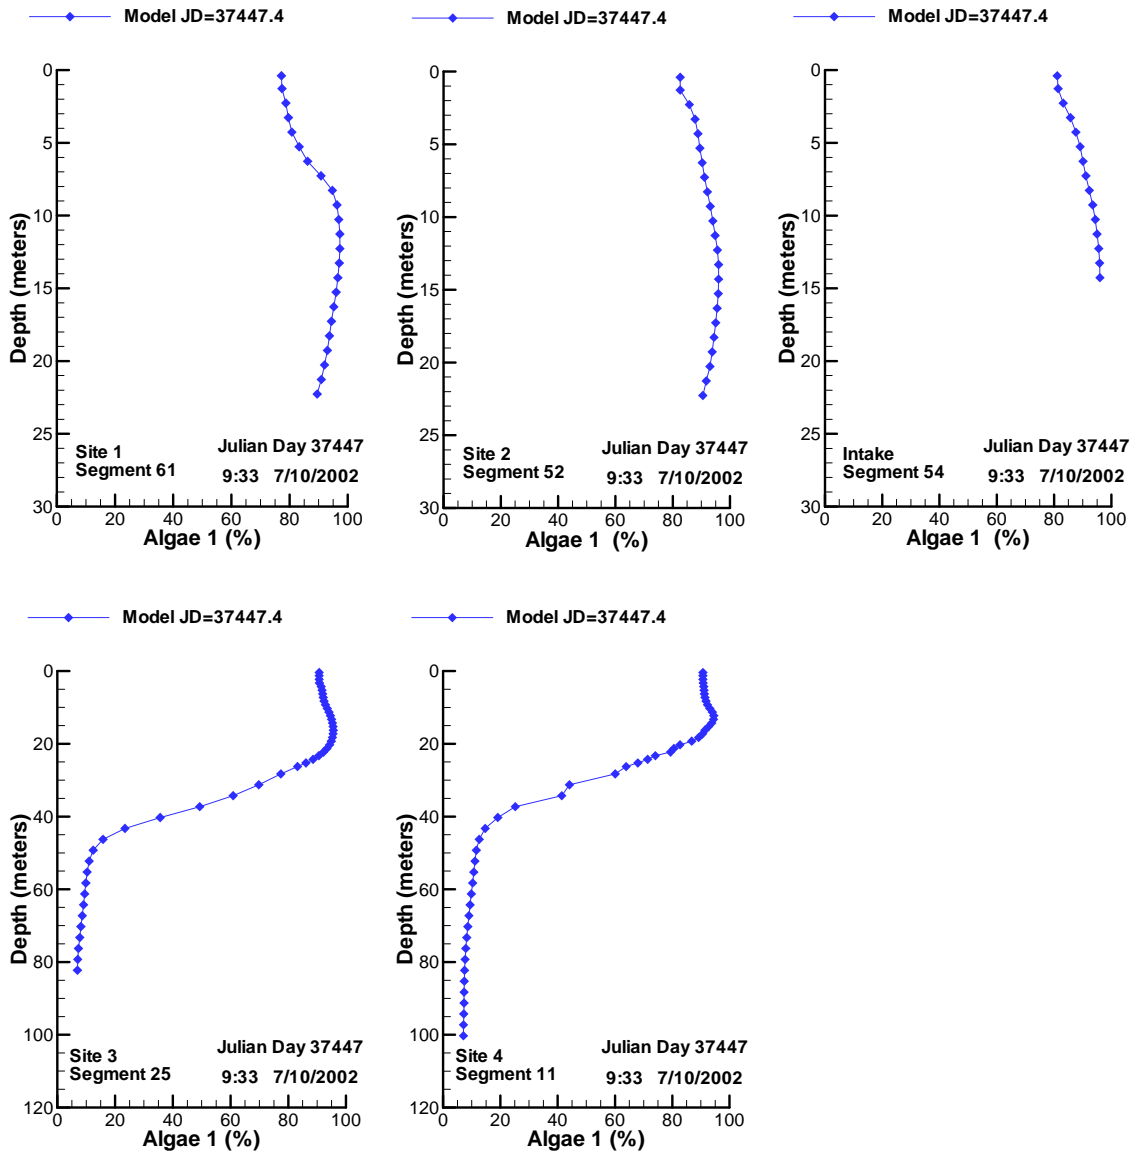 Model JD=37447.4
Model JD=37447.4
Model JD=37447.4
0
5
10
15
20
25
30
0 20 40 60 80 100
Depth (meters)
Algae 1 (%)
Site 1
Segment 61
Julian Day 37447
9:33 7/10/2002
0
5
10
15
20
25
30
0 20 40 60 80 100
Depth (meters)
Algae 1 (%)
Site 2
Segment 52
Julian Day 37447
9:33 7/10/2002
0
5
10
15
20
25
30
0 20 40 60 80 100
Depth (meters)
Algae 1 (%)
Intake
Segment 54
Julian Day 37447
9:33 7/10/2002
Model JD=37447.4
Model JD=37447.4
0
20
40
60
80
100
120
0 20 40 60 80 100
Depth (meters)
Algae 1 (%)
Site 3
Segment 25
Julian Day 37447
9:33 7/10/2002
0
20
40
60
80
100
120
0 20 40 60 80 100
Depth (meters)
Algae 1 (%)
Site 4
Segment 11
Julian Day 37447
9:33 7/10/2002